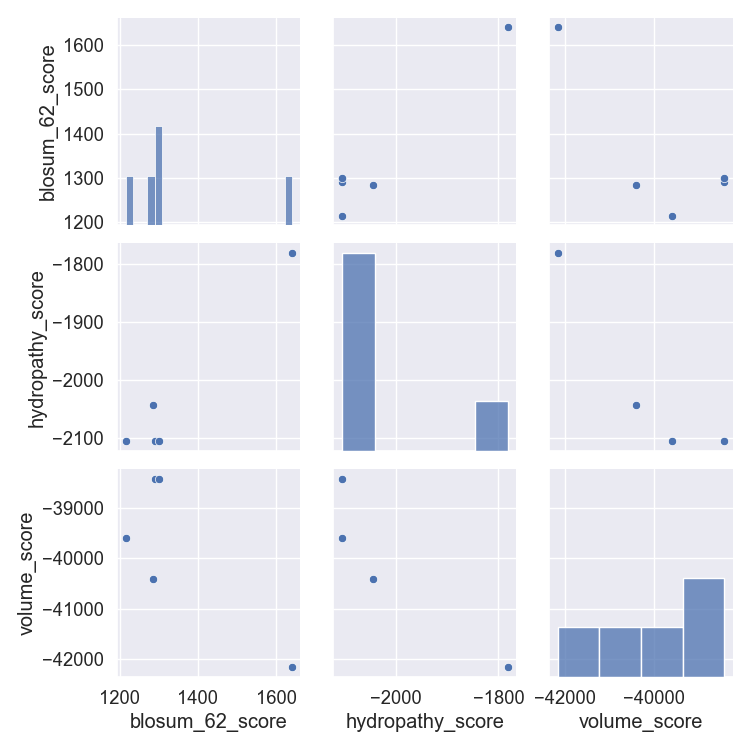 1600
1500
1400
1300
1200
blosum_62_score
−1800
−1900
−2000
−2100
hydropathy_score
−39000
−40000
−41000
−42000
volume_score
1200 1400 1600
blosum_62_score
−2000 −1800
hydropathy_score
−42000 −40000
volume_score